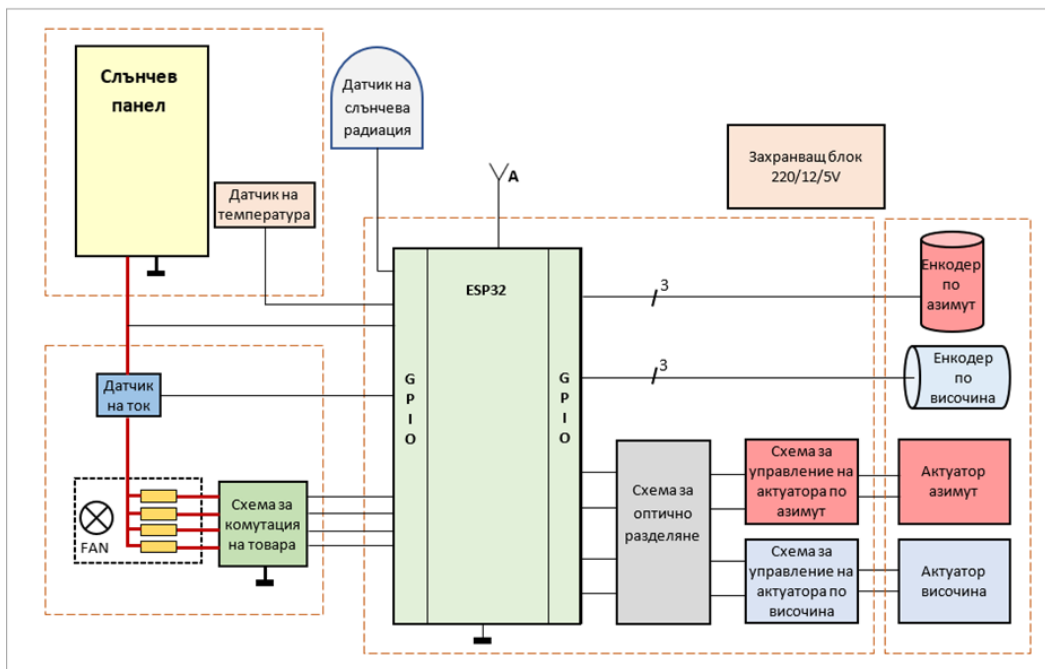 Слънчев
панел
Датчик на
слънчева
радиация
Захранващ блок
220/12/5V
A
Датчик на
температура
ESP32
3
Енкодер
по
азимут
3
Енкодер
по
височина
Датчик
на ток
G
P
I
O
G
P
I
O
Схема за
комутация
на товара
FAN
Схема за
оптично
разделяне
Схема за
управление на
актуатора по
азимут
Актуатор
азимут
Схема за
управление на
актуатора по
височина
Актуатор
височина